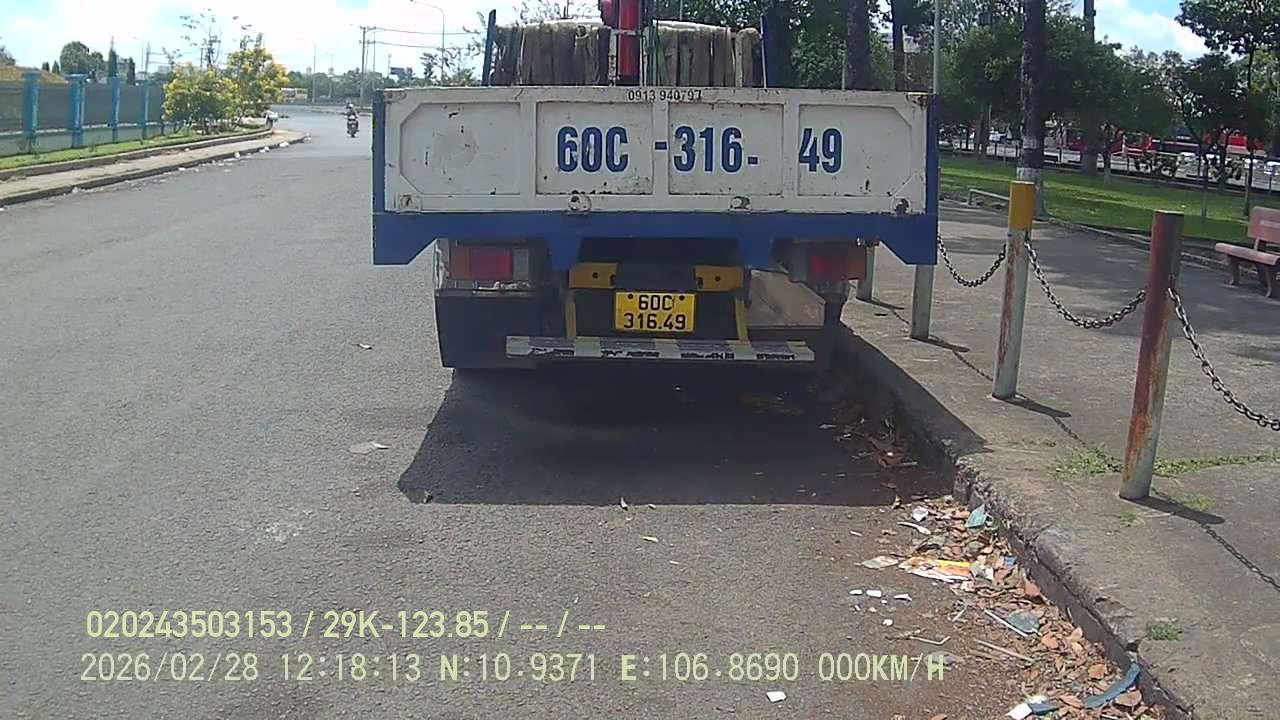 0913 940797
60C -316- 49
60C
316.49
020243503153 / 29K-123.85 / -- / --
2026/02/28 12:18:13 N:10.9371 E:106.8690 000KM/H